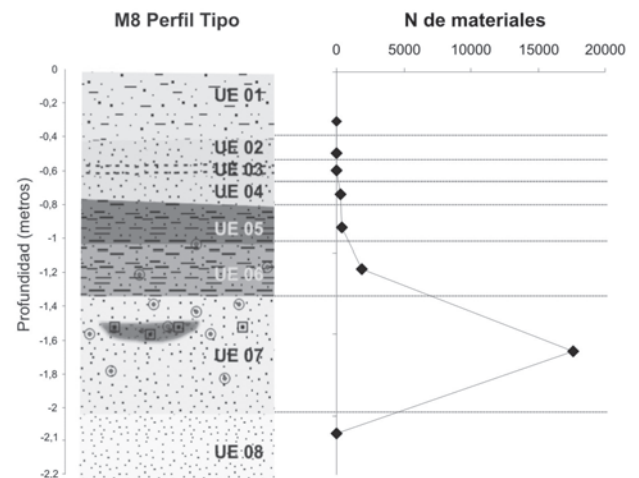 M8 Perfil Tipo
N de materiales
0 5000 10000 15000 20000
Profundidad (metros)
0
-0,2
-0,4
-0,6
-0,8
-1
-1,2
-1,4
-1,6
-1,8
-2
-2,1
-2,2
UE 01
UE 02
UE 03
UE 04
UE 05
UE 06
UE 07
UE 08